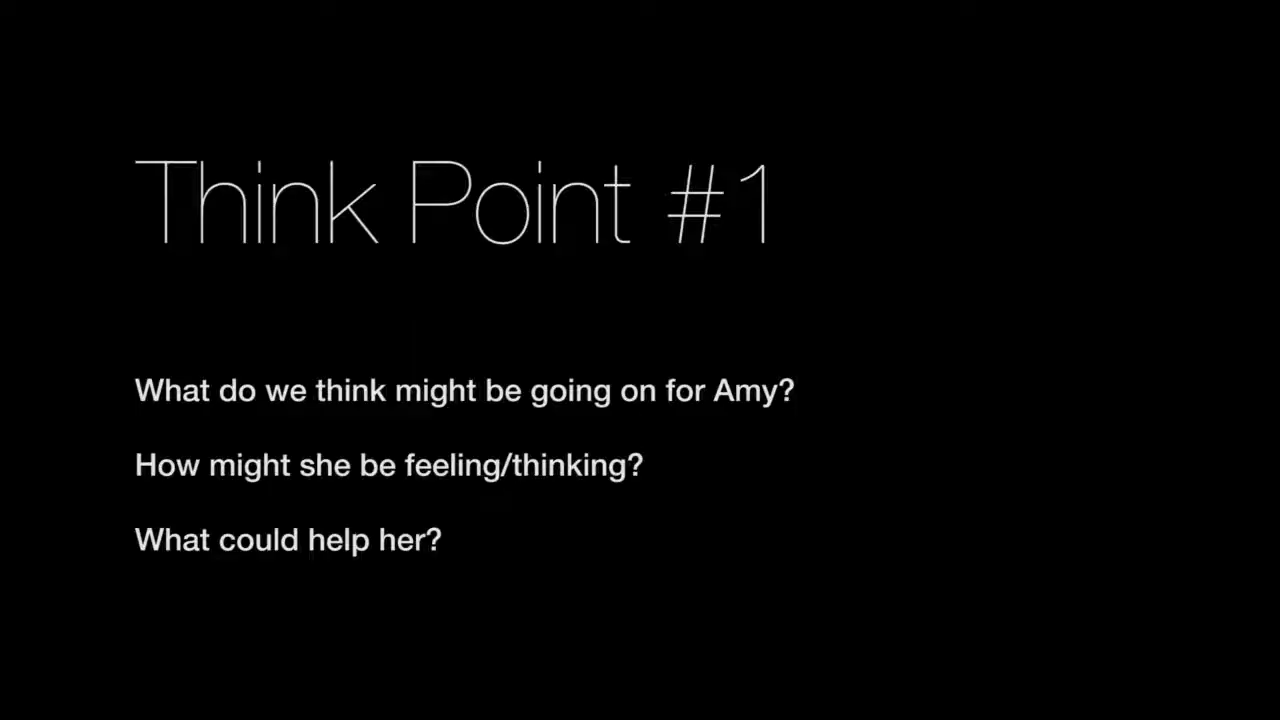 Think Point #1
What do we think might be going on for Amy?
How might she be feeling/thinking?
What could help her?